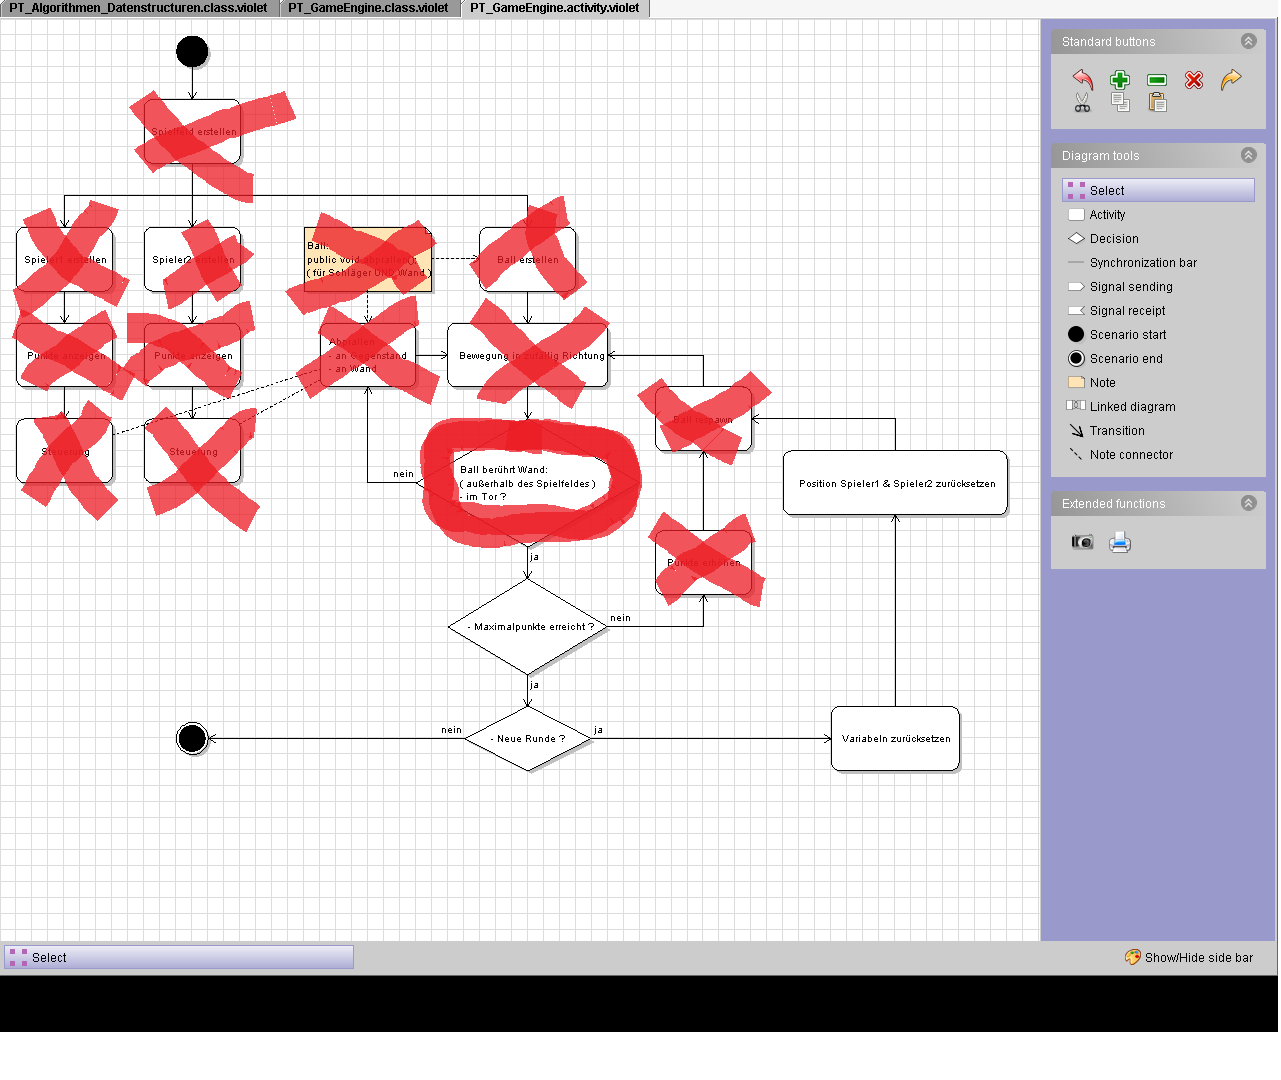 PT_Algorithmen_Datenstructuren.class.violet
PT_GameEngine.class.violet
PT_GameEngine.activity.violet
Spielfeld erstellen
Spieler1 erstellen
Spieler2 erstellen
Ball:
public void abprallen():
( für Schläger UND Wand )
Ball erstellen
Punkte anzeigen
Punkte anzeigen
Abprallen
- an Gegenstand
- an Wand
Bewegung in zufällig Richtung
Ball respawn
Steuerung
Steuerung
nein
Ball berührt Wand:
( außerhalb des Spielfeldes )
- im Tor ?
Position Spieler1 & Spieler2 zurücksetzen
ja
Punkte erhöhen
- Maximalpunkte erreicht ?
nein
ja
nein
- Neue Runde ?
ja
Variabeln zurücksetzen
Standard buttons
Diagram tools
Select
Activity
Decision
Synchronization bar
Signal sending
Signal receipt
Scenario start
Scenario end
Note
Linked diagram
Transition
Note connector
Extended functions
Select
Show/Hide side bar